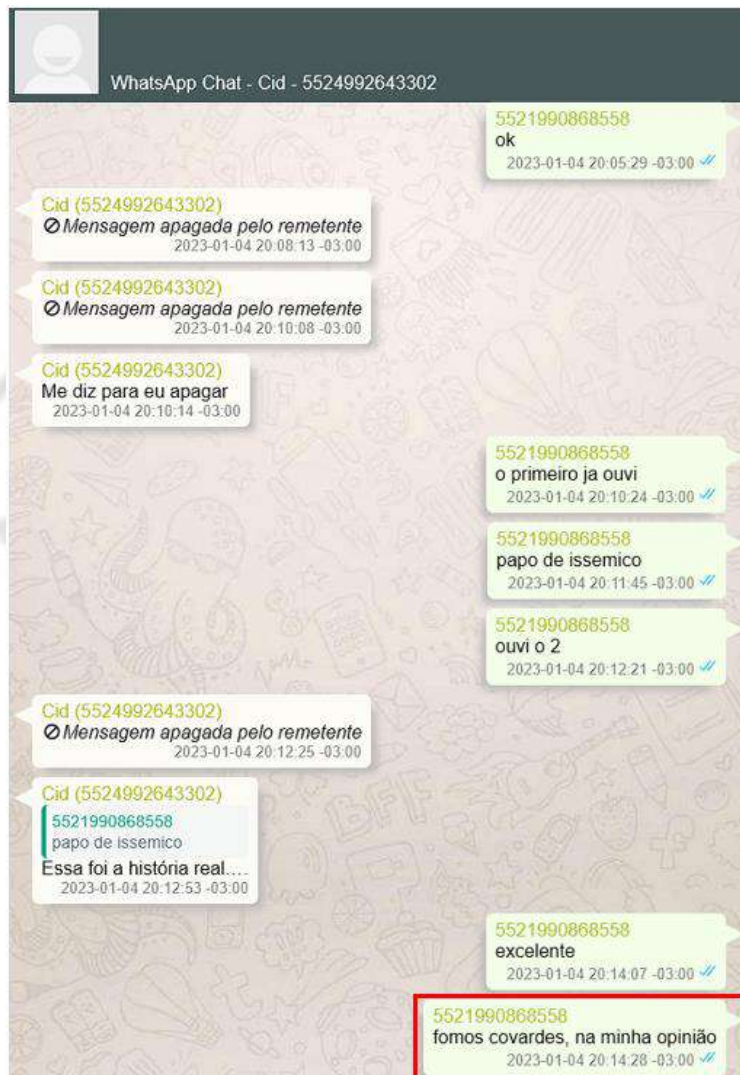 WhatsApp Chat - Cid - 5524992643302
5521990868558
ok
2023-01-04 20:05:29 -03:00
Cid (5524992643302)
Mensagem apagada pelo remetente
2023-01-04 20:08:13 -03:00
Cid (5524992643302)
Mensagem apagada pelo remetente
2023-01-04 20:10:08 -03:00
Cid (5524992643302)
Me diz para eu apagar
2023-01-04 20:10:14 -03:00
5521990868558
o primeiro ja ouvi
2023-01-04 20:10:24 -03:00
5521990868558
papo de issemico
2023-01-04 20:11:45 -03:00
5521990868558
ouvi o 2
2023-01-04 20:12:21 -03:00
Cid (5524992643302)
Mensagem apagada pelo remetente
2023-01-04 20:12:25 -03:00
Cid (5524992643302)
5521990868558
papo de issemico
Essa foi a história real....
2023-01-04 20:12:53 -03:00
5521990868558
excelente
2023-01-04 20:14:07 -03:00
5521990868558
fomos covardes, na minha opinião
2023-01-04 20:14:28 -03:00